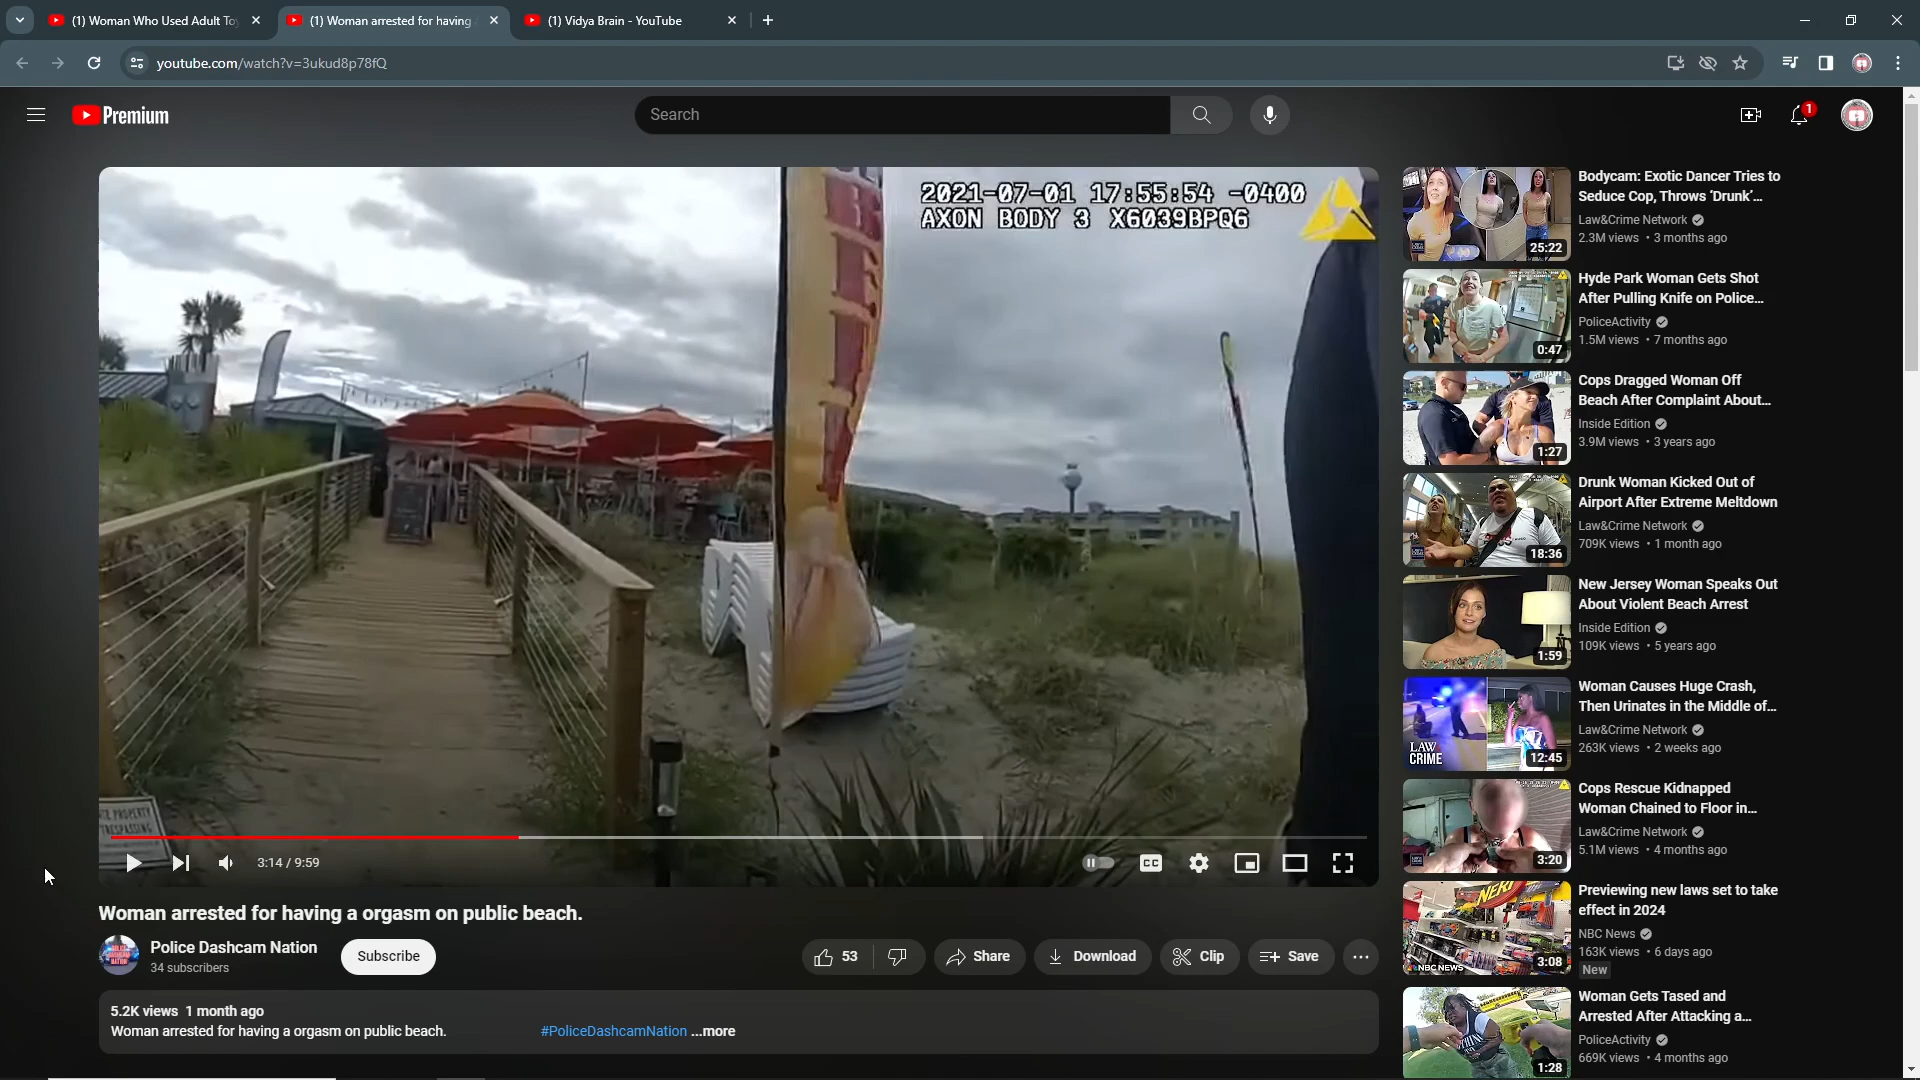 (1) Woman Who Used Adult To
(1) Woman arrested for having
(1) Vidya Brain - YouTube
youtube.com/watch?v=3ukud8p78fQ
Premium
Search
1
2021-07-01 17:55:54 -0400
AXON BODY 3 X6039BPQ6
3:14 / 9:59
CC
Woman arrested for having a orgasm on public beach.
Police Dashcam Nation
34 subscribers
Subscribe
53
Share
Download
Clip
Save
5.2K views 1 month ago
Woman arrested for having a orgasm on public beach. #PoliceDashcamNation ...more
25:22
Bodycam: Exotic Dancer Tries to
Seduce Cop, Throws ‘Drunk’...
Law&Crime Network
2.3M views • 3 months ago
0:47
Hyde Park Woman Gets Shot
After Pulling Knife on Police...
PoliceActivity
1.5M views • 7 months ago
1:27
Cops Dragged Woman Off
Beach After Complaint About...
Inside Edition
3.9M views • 3 years ago
18:36
Drunk Woman Kicked Out of
Airport After Extreme Meltdown
Law&Crime Network
709K views • 1 month ago
1:59
New Jersey Woman Speaks Out
About Violent Beach Arrest
Inside Edition
109K views • 5 years ago
LAW
CRIME
12:45
Woman Causes Huge Crash,
Then Urinates in the Middle of...
Law&Crime Network
263K views • 2 weeks ago
3:20
Cops Rescue Kidnapped
Woman Chained to Floor in...
Law&Crime Network
5.1M views • 4 months ago
NERF
NBC NEWS
3:08
Previewing new laws set to take
effect in 2024
NBC News
163K views • 6 days ago
New
1:28
Woman Gets Tased and
Arrested After Attacking a...
PoliceActivity
669K views • 4 months ago